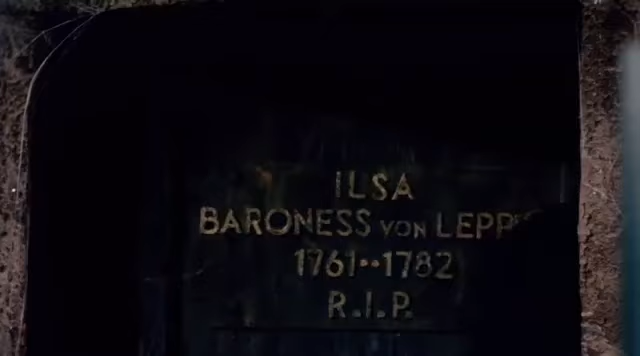 ILSA
BARONESS VON LEPP
1761--1782
R.I.P.